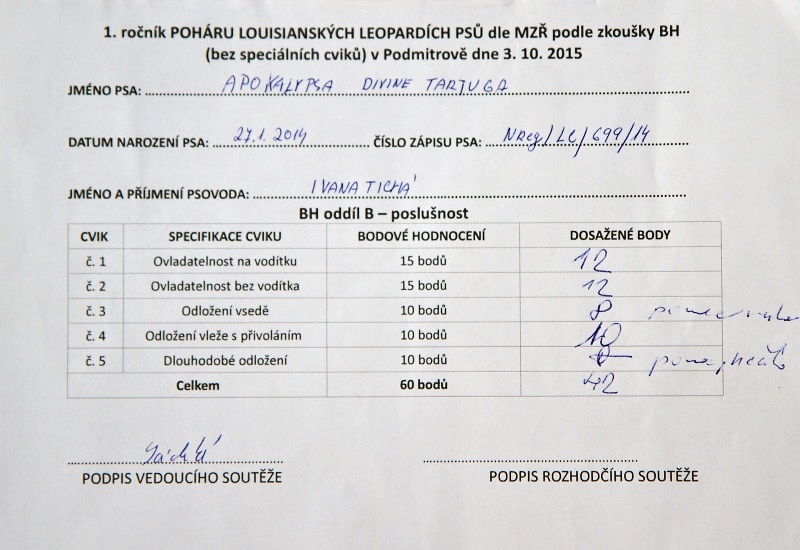 1. ročník POHÁRU LOUISIANSKÝCH LEOPARDÍCH PSŮ dle MZŘ podle zkoušky BH
(bez speciálních cviků) v Podmitrově dne 3. 10. 2015
JMÉNO PSA: APOKALYPSA DIVINE TARTUGA
DATUM NAROZENÍ PSA: 27.1.2014 ČÍSLO ZÁPISU PSA: NReg/LC/699/14
JMÉNO A PŘÍJMENÍ PSOVODA: IVANA TICHÁ
BH oddíl B – poslušnost
CVIK SPECIFIKACE CVIKU BODOVÉ HODNOCENÍ DOSAŽENÉ BODY
č. 1 Ovladatelnost na vodítku 15 bodů 12
č. 2 Ovladatelnost bez vodítka 15 bodů 12
č. 3 Odložení vsedě 10 bodů 8
č. 4 Odložení vleže s přivoláním 10 bodů 10
č. 5 Dlouhodobé odložení 10 bodů
Celkem 60 bodů 42
PODPIS VEDOUCÍHO SOUTĚŽE PODPIS ROZHODČÍHO SOUTĚŽE